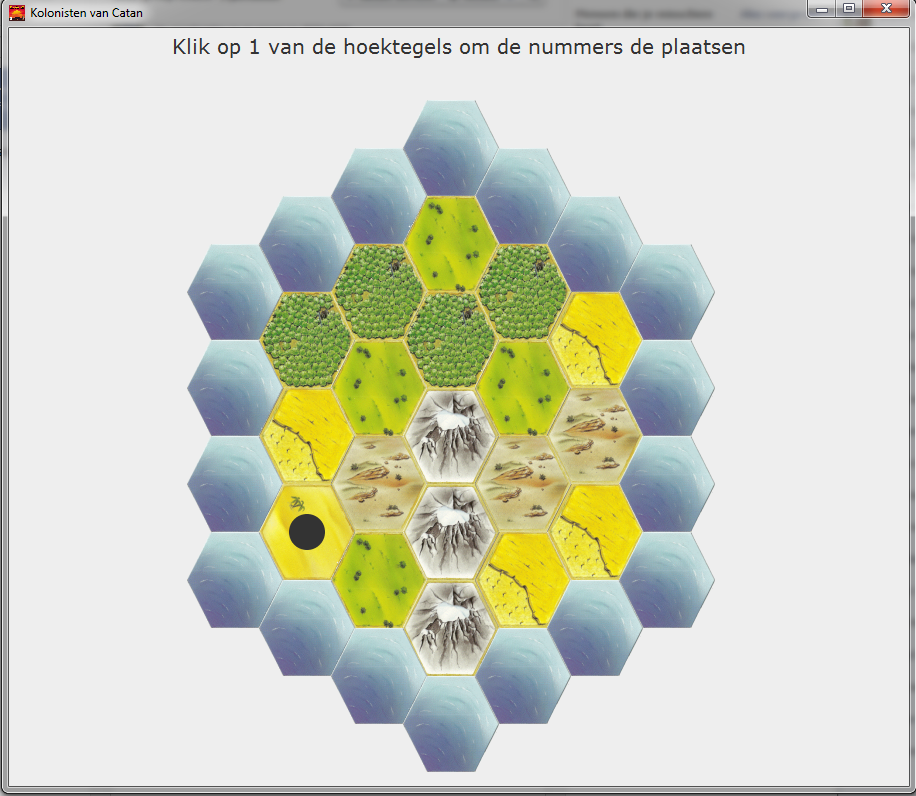 Kolonisten van Catan
Klik op 1 van de hoektegels om de nummers de plaatsen